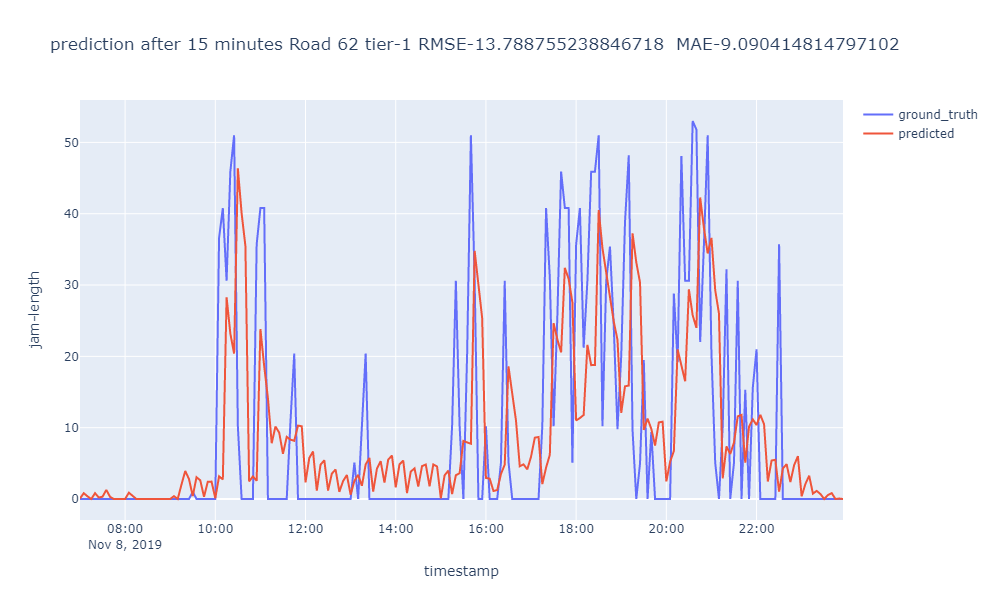 prediction after 15 minutes Road 62 tier-1 RMSE-13.788755238846718  MAE-9.090414814797102
ground_truth
predicted
50
40
30
20
10
0
jam-length
08:00 10:00 12:00 14:00 16:00 18:00 20:00 22:00
Nov 8, 2019
timestamp